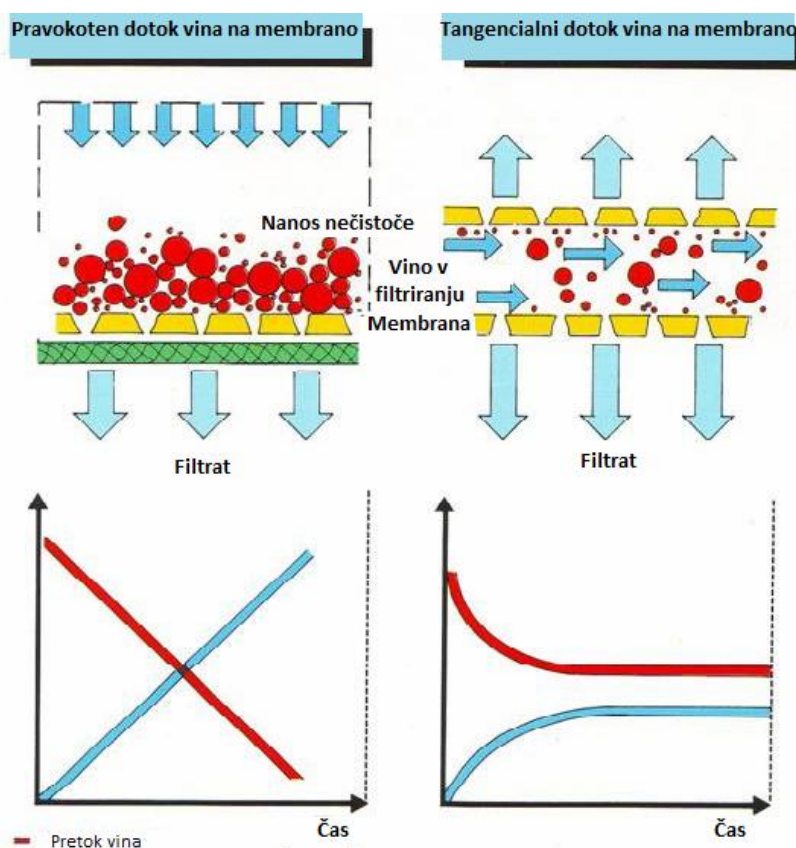 Pravokoten dotok vina na membrano
Tangencialni dotok vina na membrano
Nanos nečistoče
Vino v
filtriranju
Membrana
Filtrat
Filtrat
Čas
Čas
Pretok vina